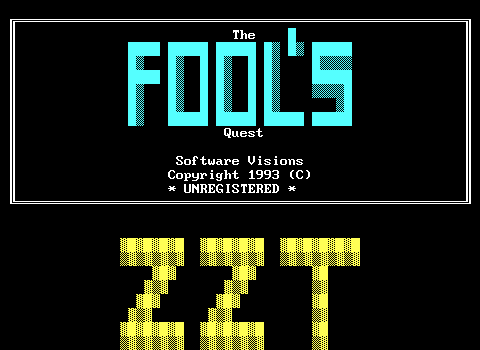 The
FOOL'S
Quest
Software Visions
Copyright 1993 (C)
* UNREGISTERED *
ZZT